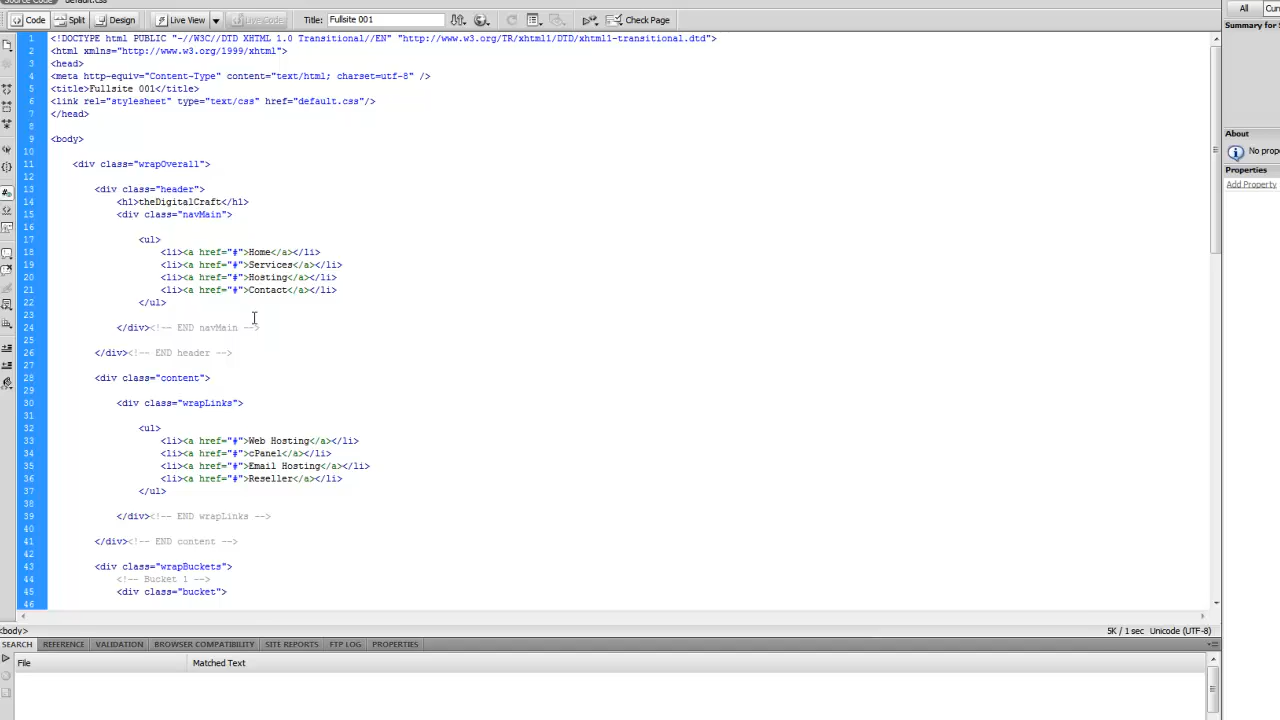 Source Code default.css
Code Split Design Live View Live Code Title: Fullsite 001 Check Page
All Cur
Summary for S
1 <!DOCTYPE html PUBLIC "-//W3C//DTD XHTML 1.0 Transitional//EN" "http://www.w3.org/TR/xhtml1/DTD/xhtml1-transitional.dtd">
2 <html xmlns="http://www.w3.org/1999/xhtml">
3 <head>
4 <meta http-equiv="Content-Type" content="text/html; charset=utf-8" />
5 <title>Fullsite 001</title>
6 <link rel="stylesheet" type="text/css" href="default.css"/>
7 </head>
8
9 <body>
10
11 <div class="wrapOverall">
12
13 <div class="header">
14 <h1>theDigitalCraft</h1>
15 <div class="navMain">
16
17 <ul>
18 <li><a href="#">Home</a></li>
19 <li><a href="#">Services</a></li>
20 <li><a href="#">Hosting</a></li>
21 <li><a href="#">Contact</a></li>
22 </ul>
23
24 </div><!-- END navMain -->
25
26 </div><!-- END header -->
27
28 <div class="content">
29
30 <div class="wrapLinks">
31
32 <ul>
33 <li><a href="#">Web Hosting</a></li>
34 <li><a href="#">cPanel</a></li>
35 <li><a href="#">Email Hosting</a></li>
36 <li><a href="#">Reseller</a></li>
37 </ul>
38
39 </div><!-- END wrapLinks -->
40
41 </div><!-- END content -->
42
43 <div class="wrapBuckets">
44 <!-- Bucket 1 -->
45 <div class="bucket">
46
About
No prope
Properties
Add Property
<body> 5K / 1 sec Unicode (UTF-8)
SEARCH REFERENCE VALIDATION BROWSER COMPATIBILITY SITE REPORTS FTP LOG PROPERTIES
File Matched Text